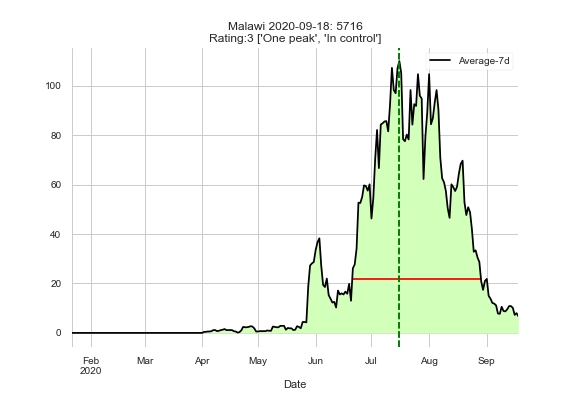 Malawi 2020-09-18: 5716
Rating:3 ['One peak', 'In control']
Average-7d
100
80
60
40
20
0
Feb Mar Apr May Jun Jul Aug Sep
2020
Date